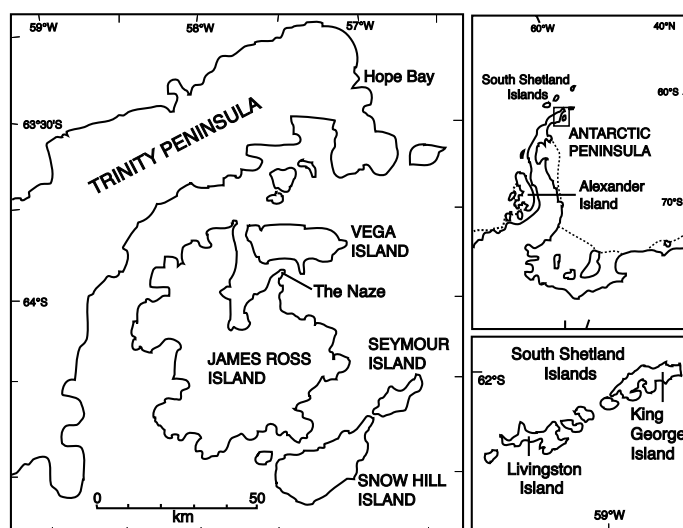 59°W
58°W
57°W
Hope Bay
63°30'S
TRINITY PENINSULA
VEGA
ISLAND
The Naze
64°S
SEYMOUR
ISLAND
JAMES ROSS
ISLAND
SNOW HILL
ISLAND
0
50
km
60°W
40°N
South Shetland
Islands
60°S
ANTARCTIC
PENINSULA
Alexander
Island
70°S
South Shetland
Islands
62°S
King
George
Island
Livingston
Island
59°W